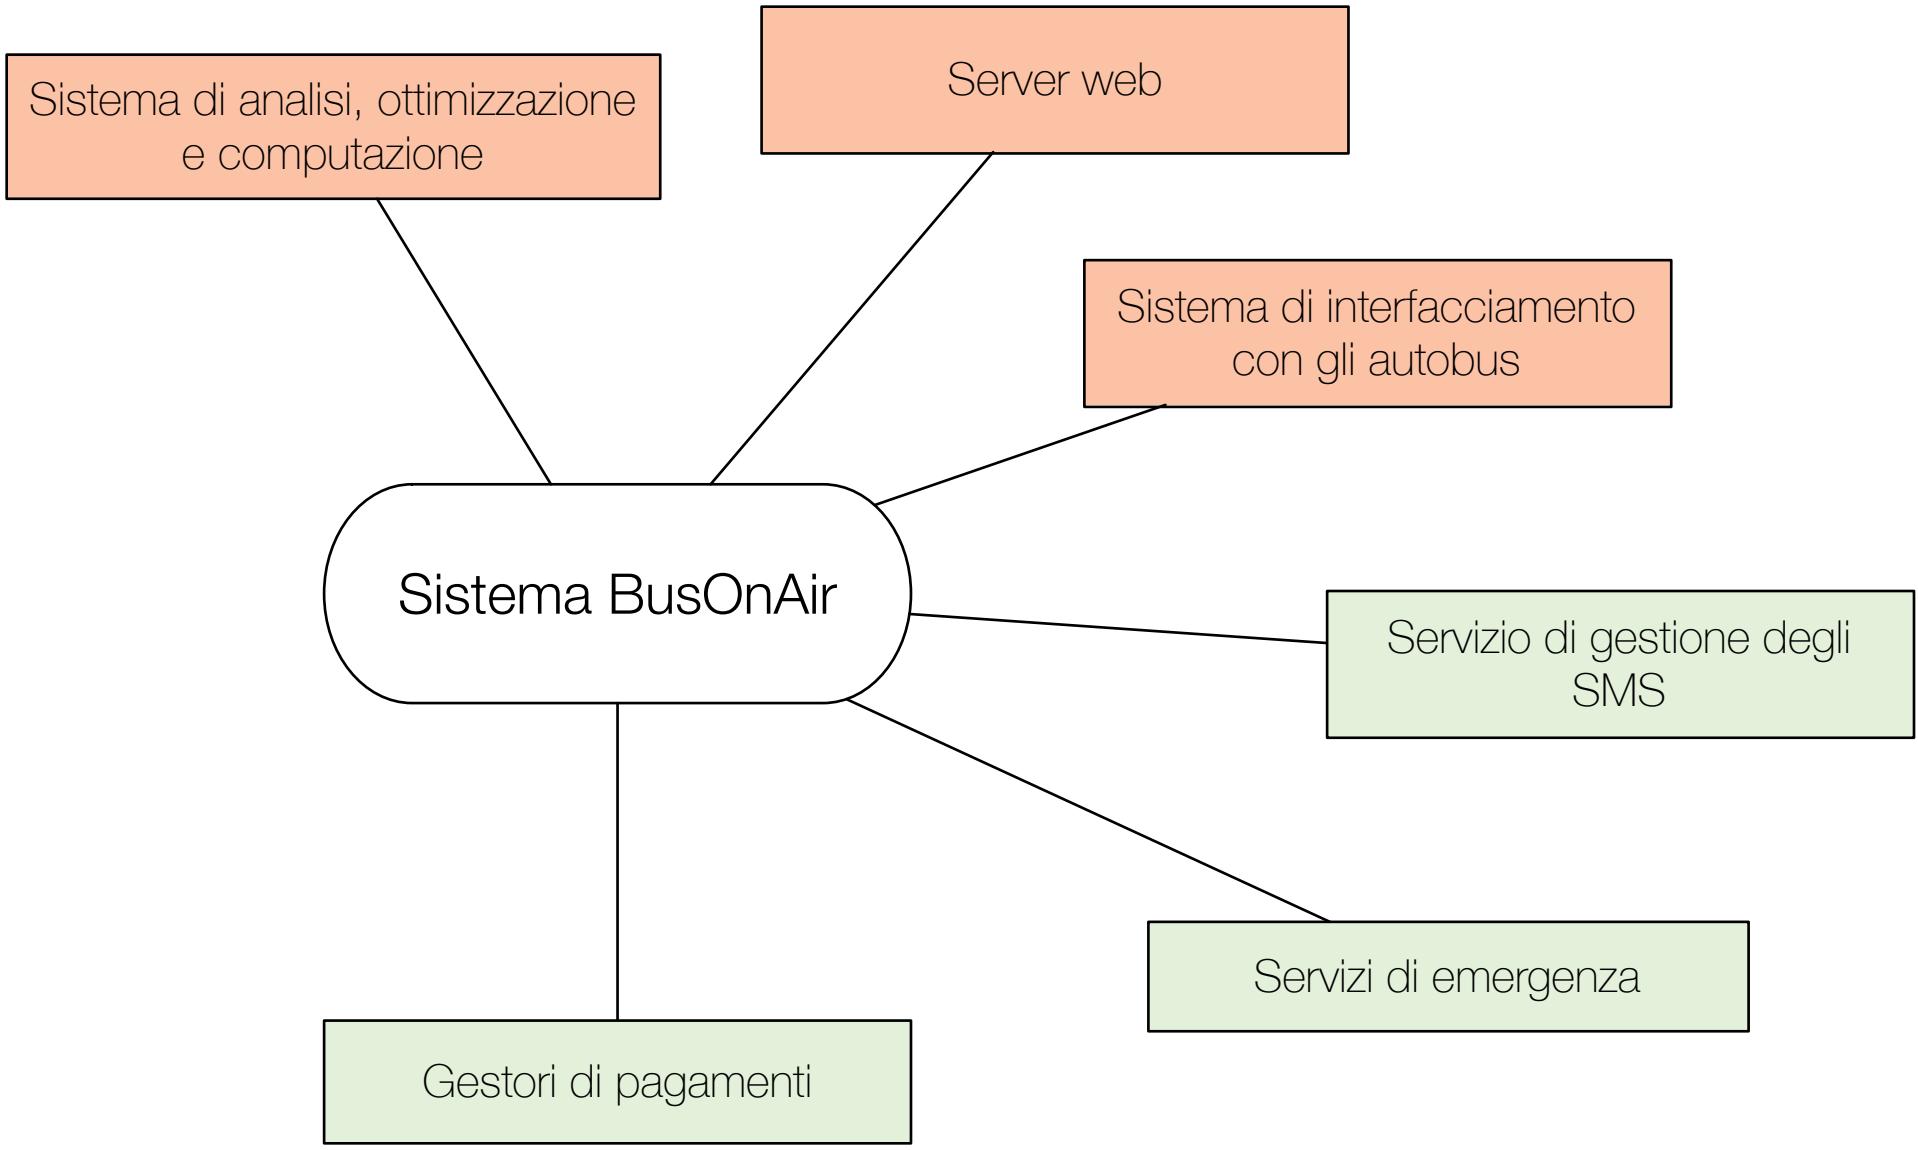 Sistema di analisi, ottimizzazione
e computazione
Server web
Sistema di interfacciamento
con gli autobus
Sistema BusOnAir
Servizio di gestione degli
SMS
Servizi di emergenza
Gestori di pagamenti